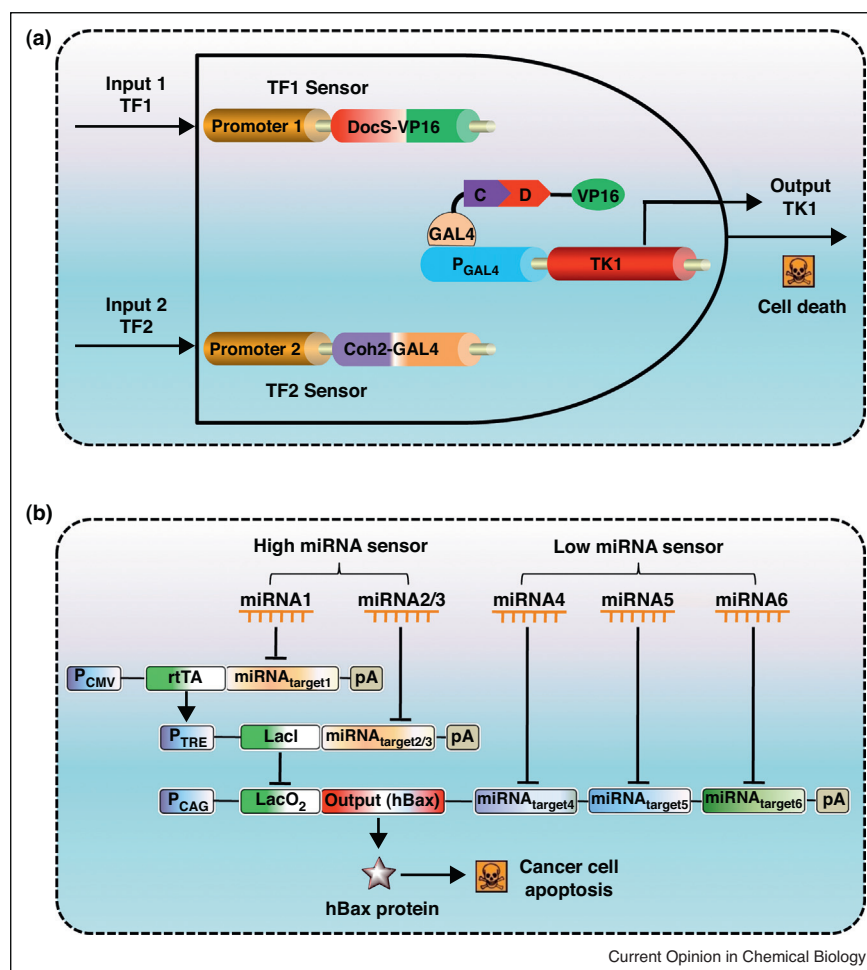 (a)
Input 1
TF1
TF1 Sensor
Promoter 1
DocS-VP16
C
D
VP16
GAL4
Output
TK1
PGAL4
TK1
Cell death
Input 2
TF2
Promoter 2
Coh2-GAL4
TF2 Sensor
(b)
High miRNA sensor
Low miRNA sensor
miRNA1
miRNA2/3
miRNA4
miRNA5
miRNA6
PCMV
rtTA
miRNAtarget1
pA
PTRE
LacI
miRNAtarget2/3
pA
PCAG
LacO2
Output (hBax)
miRNAtarget4
miRNAtarget5
miRNAtarget6
pA
Cancer cell
apoptosis
hBax protein
Current Opinion in Chemical Biology